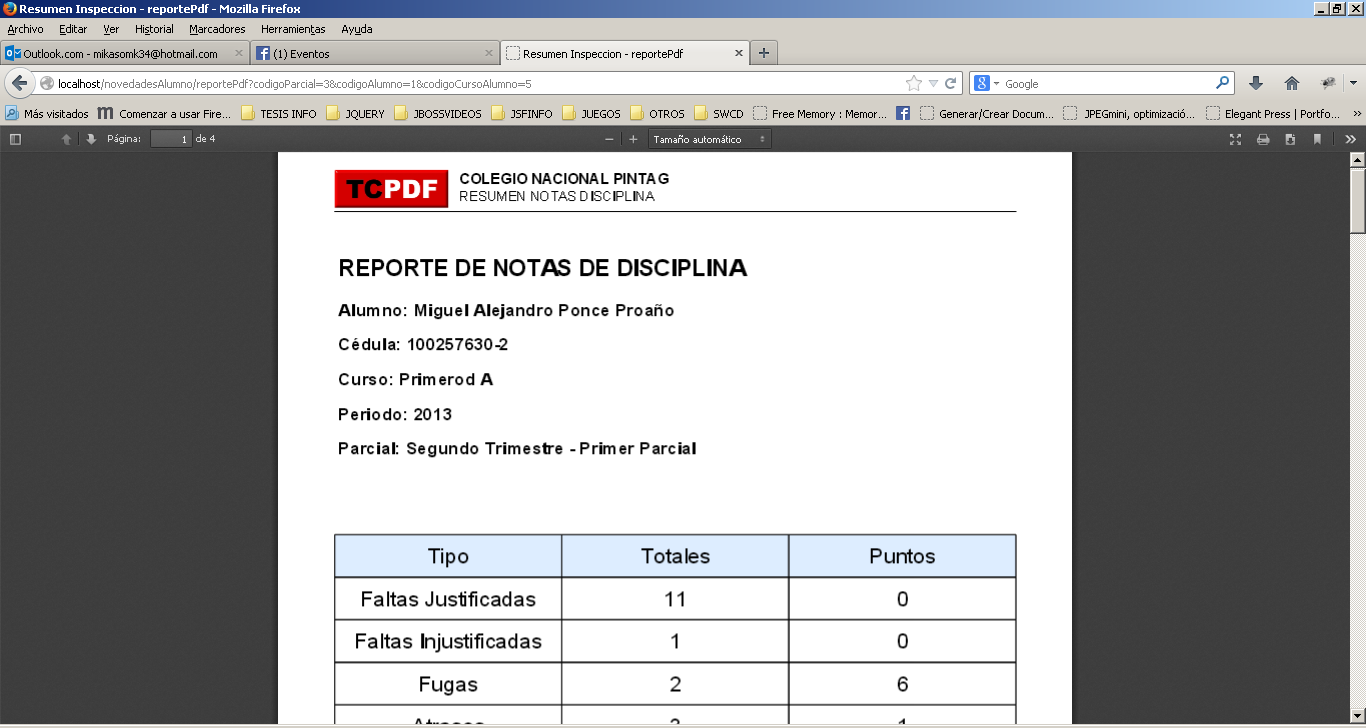 Resumen Inspeccion - reportePdf - Mozilla Firefox
Archivo Editar Ver Historial Marcadores Herramientas Ayuda
Outlook.com - mikasomk34@hotmail.com × (1) Eventos × Resumen Inspeccion - reportePdf × +
localhost/novedadesAlumno/reportePdf?codigoParcial=3&codigoAlumno=1&codigoCursoAlumno=5 Google
Más visitados Comenzar a usar Fire... TESIS INFO JQUERY JBOSSVIDEOS JSFINFO JUEGOS OTROS SWCD Free Memory : Memor... Generar/Crear Docum... JPEGmini, optimizació... Elegant Press | Portfo... »
Página: 1 de 4 − + Tamaño automático »
TCPDF COLEGIO NACIONAL PINTAG
RESUMEN NOTAS DISCIPLINA
REPORTE DE NOTAS DE DISCIPLINA
Alumno: Miguel Alejandro Ponce Proaño
Cédula: 100257630-2
Curso: Primerod A
Periodo: 2013
Parcial: Segundo Trimestre - Primer Parcial
Tipo Totales Puntos
Faltas Justificadas 11 0
Faltas Injustificadas 1 0
Fugas 2 6